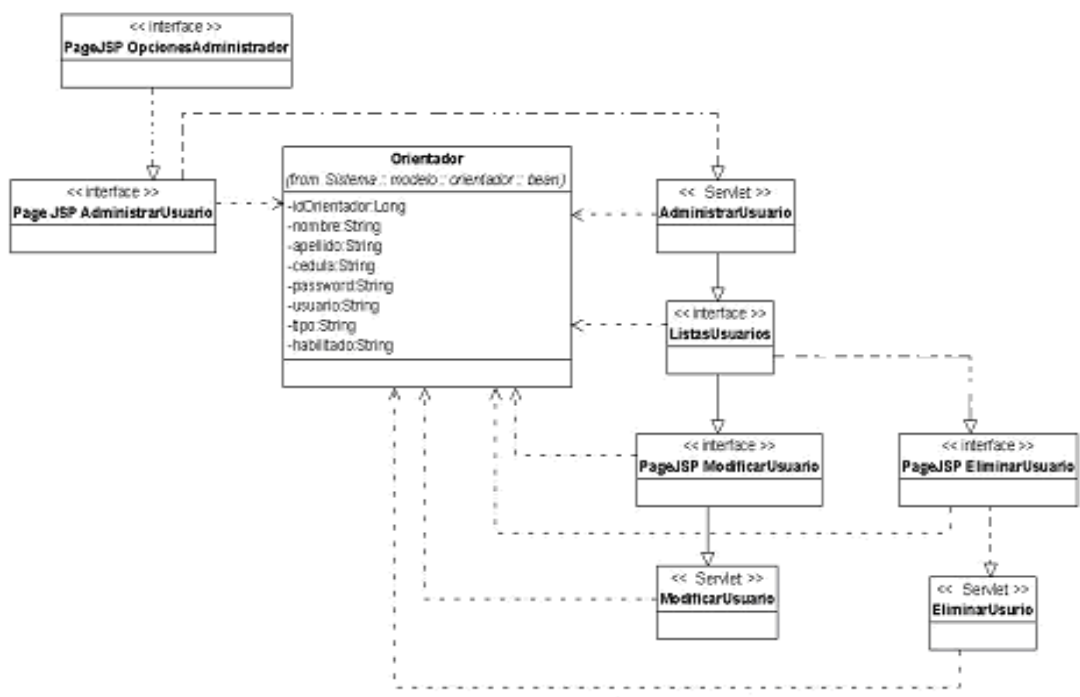 << interface >>
PageJSP OpcionesAdministrador
<< interface >>
Page JSP AdministrarUsuario
Orientador
(from Sistema :: modelo :: orientador :: bean)
-idOrientador:Long
-nombre:String
-apellido:String
-cedula:String
-password:String
-usuario:String
-tipo:String
-habilitado:String
<< Servlet >>
AdministrarUsuario
<< interface >>
ListasUsuarios
<< interface >>
PageJSP ModificarUsuario
<< interface >>
PageJSP EliminarUsuario
<< Servlet >>
ModificarUsuario
<< Servlet >>
EliminarUsurio